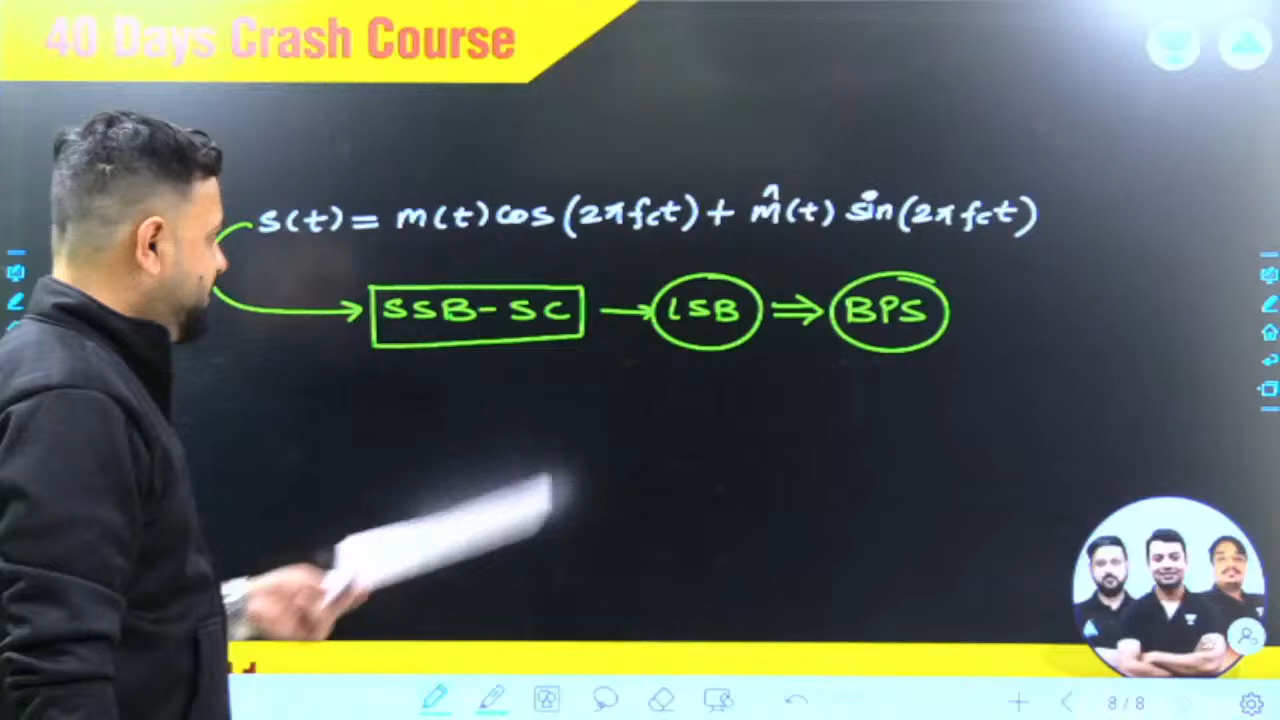 40 Days Crash Course
s(t) = m(t) cos (2πfct) + m̂(t) sin(2πfct)
SSB-SC → LSB ⇒ BPS
8/8